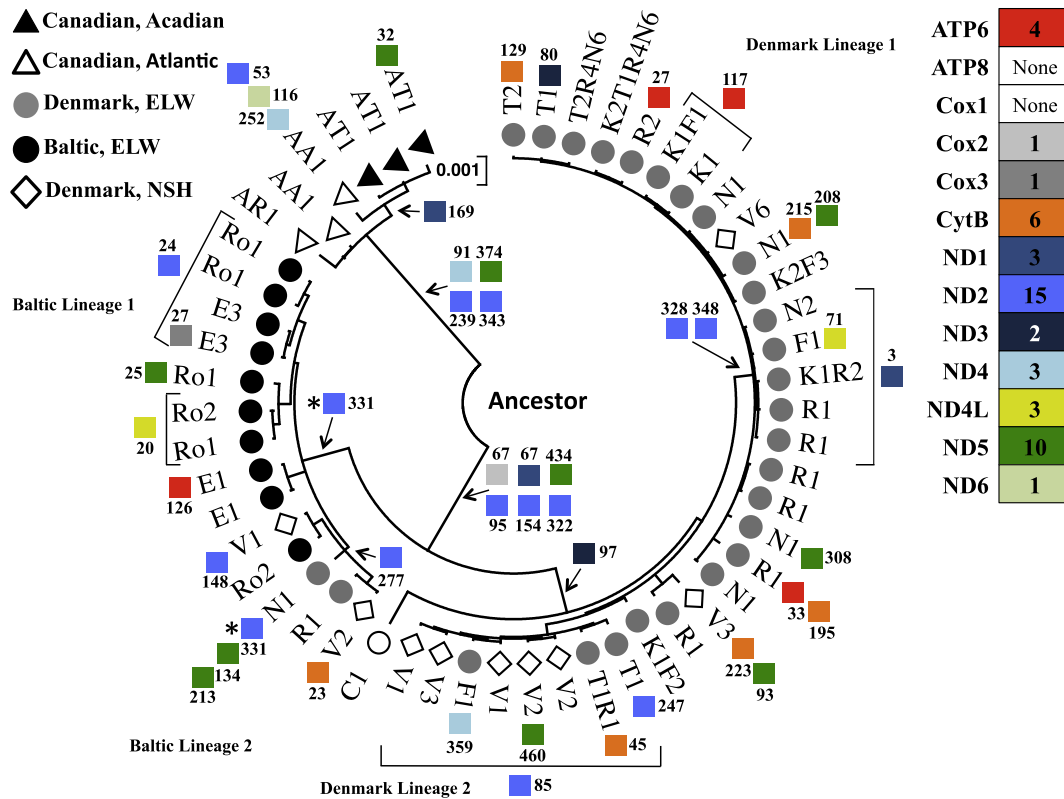 Canadian, Acadian
Canadian, Atlantic
Denmark, ELW
Baltic, ELW
Denmark, NSH
Denmark Lineage 1
Baltic Lineage 1
Baltic Lineage 2
Denmark Lineage 2
Ancestor
0.001
ATP6 4
ATP8 None
Cox1 None
Cox2 1
Cox3 1
CytB 6
ND1 3
ND2 15
ND3 2
ND4 3
ND4L 3
ND5 10
ND6 1
129
T2
80
T1
T2R4N6
K2T1R4N6
27
R2
117
K1F1
K1
N1
V6
215
208
N1
K2F3
N2
F1
71
3
K1R2
R1
R1
R1
R1
N1
308
R1
33
195
N1
V3
223
93
R1
K1F2
T1
247
T1R1
45
V2
V2
460
V1
F1
359
V3
V1
85
C1
V2
23
R1
N1
*
331
134
213
Ro2
148
V1
E1
E1
126
Ro1
Ro2
20
Ro1
25
E3
27
E3
Ro1
Ro1
24
AR1
AA1
AA1
53
116
252
AT1
AT1
AT1
32
169
91 374
239 343
328 348
* 331
67 67 434
95 154 322
97
277